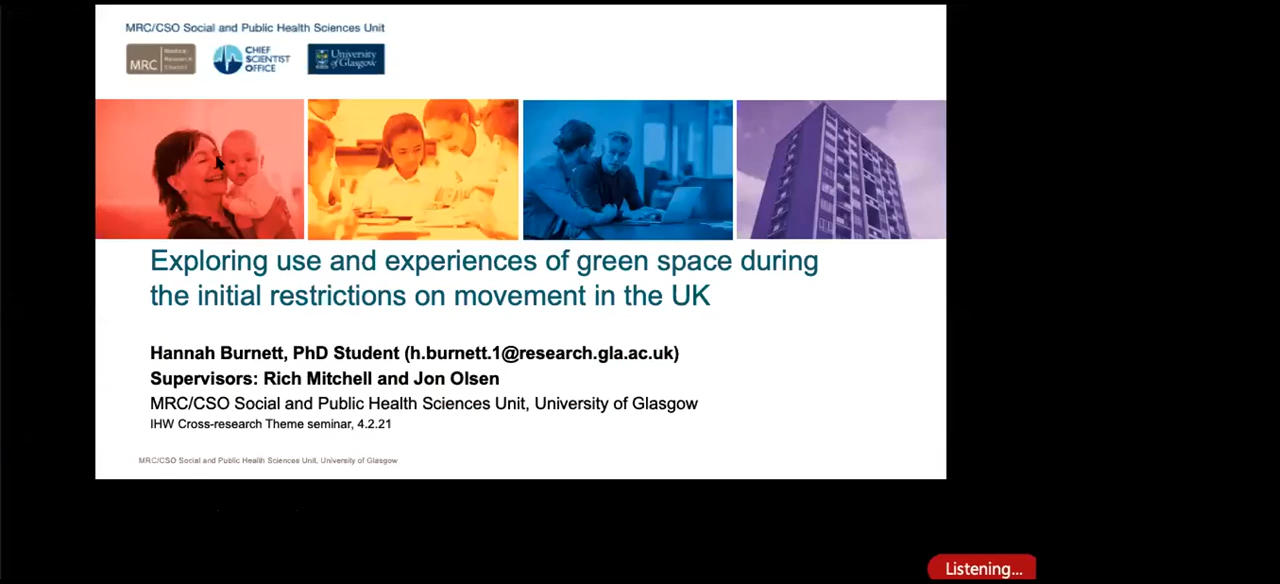 MRC/CSO Social and Public Health Sciences Unit
MRC
Medical
Research
Council
CHIEF
SCIENTIST
OFFICE
University
of Glasgow
Exploring use and experiences of green space during
the initial restrictions on movement in the UK
Hannah Burnett, PhD Student (h.burnett.1@research.gla.ac.uk)
Supervisors: Rich Mitchell and Jon Olsen
MRC/CSO Social and Public Health Sciences Unit, University of Glasgow
IHW Cross-research Theme seminar, 4.2.21
MRC/CSO Social and Public Health Sciences Unit, University of Glasgow
Listening...